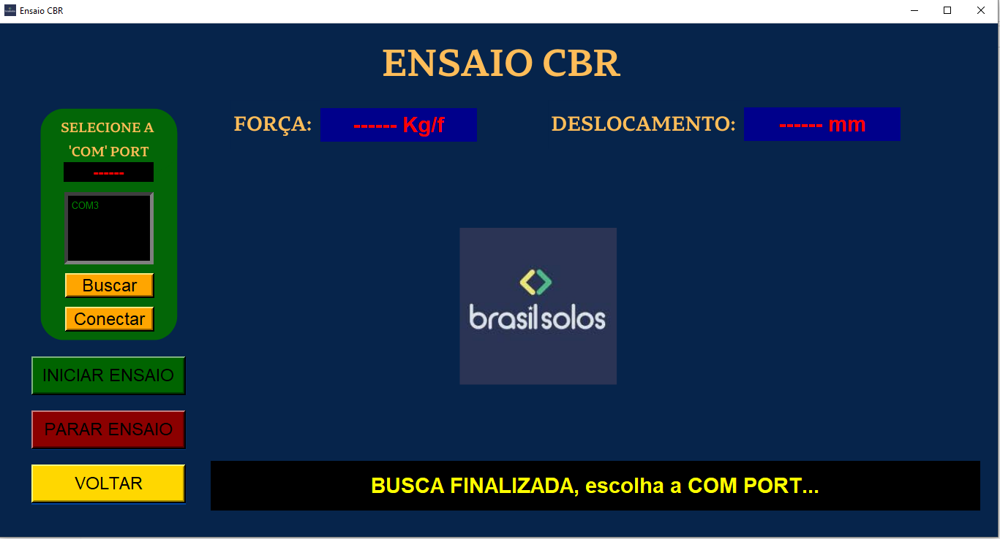 Ensaio CBR
ENSAIO CBR
FORÇA: ------ Kg/f
DESLOCAMENTO: ------ mm
SELECIONE A
'COM' PORT
------
COM3
Buscar
Conectar
brasilsolos
INICIAR ENSAIO
PARAR ENSAIO
VOLTAR
BUSCA FINALIZADA, escolha a COM PORT...